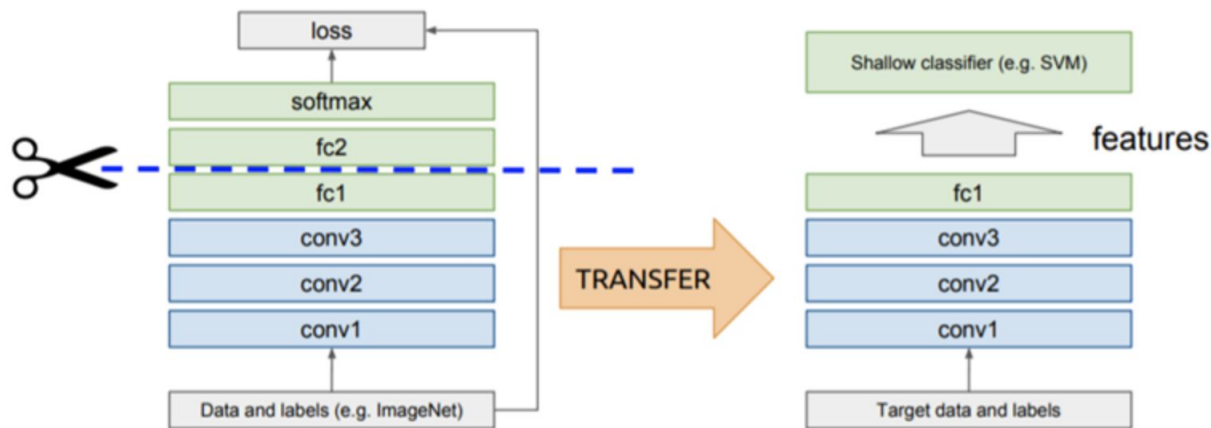 loss
softmax
fc2
fc1
conv3
conv2
conv1
Data and labels (e.g. ImageNet)
TRANSFER
Shallow classifier (e.g. SVM)
features
fc1
conv3
conv2
conv1
Target data and labels